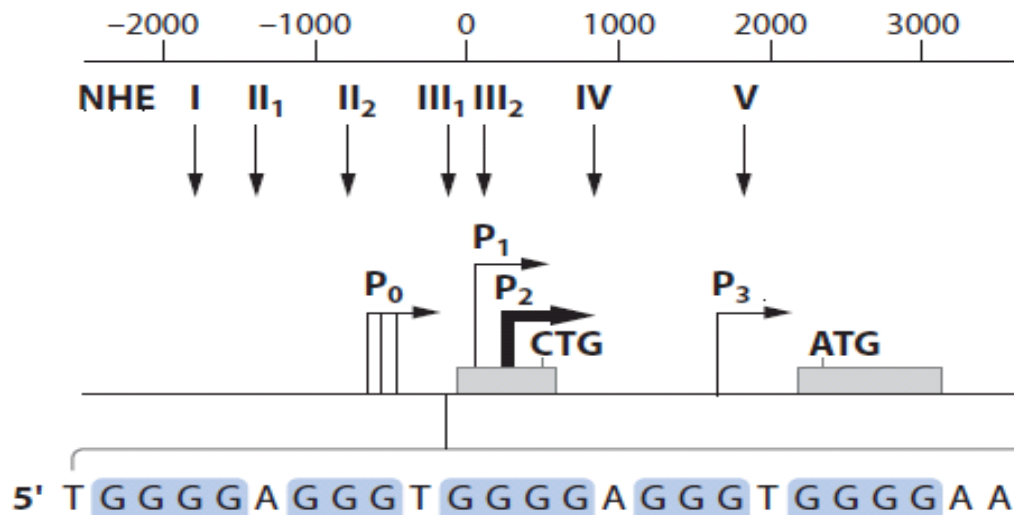 −2000 −1000 0 1000 2000 3000
NHE I II₁ II₂ III₁ III₂ IV V
P₁
P₀ P₂ P₃
CTG ATG
5' T G G G G A G G G T G G G G A G G G T G G G G A A